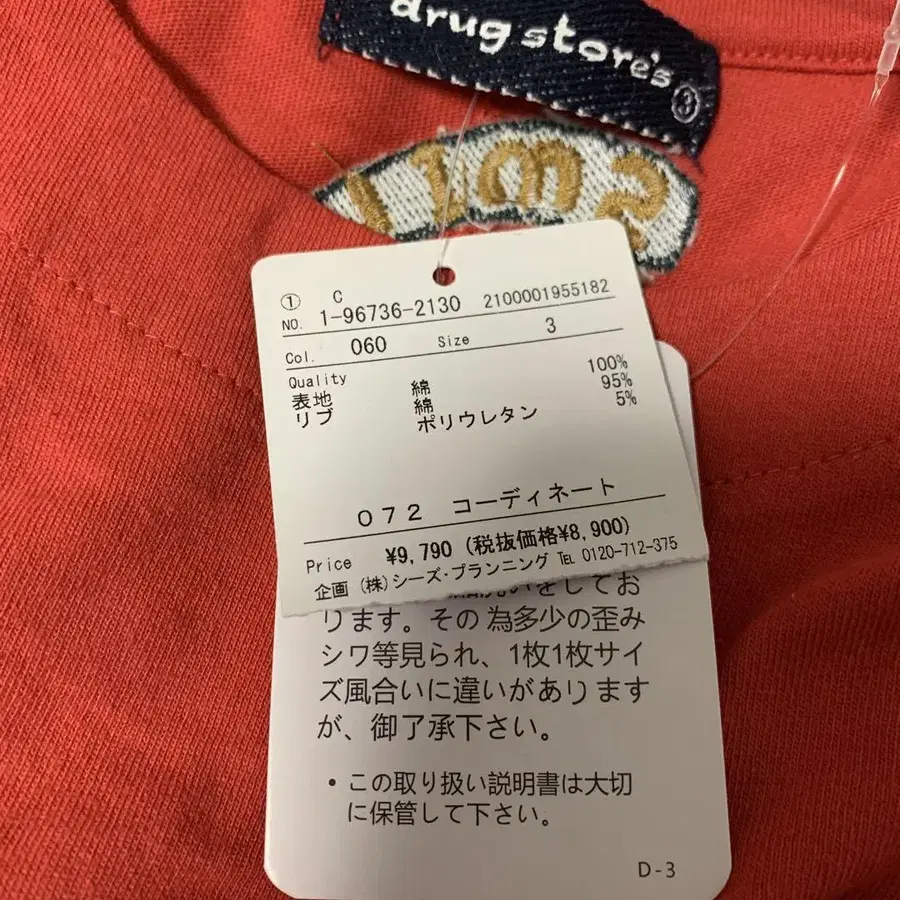 drug store's ③
① C
NO. 1-96736-2130 2100001955182
Col. 060 Size 3
Quality
表地 綿 100%
リブ 綿 95%
ポリウレタン 5%
072 コーディネート
Price ¥9,790 (税抜価格¥8,900)
企画 (株)シーズ・プランニング ℡ 0120-712-375
をしてお
ります。その為多少の歪み
シワ等見られ、1枚1枚サイ
ズ風合いに違いがあります
が、御了承下さい。
・この取り扱い説明書は大切
に保管して下さい。
D-3